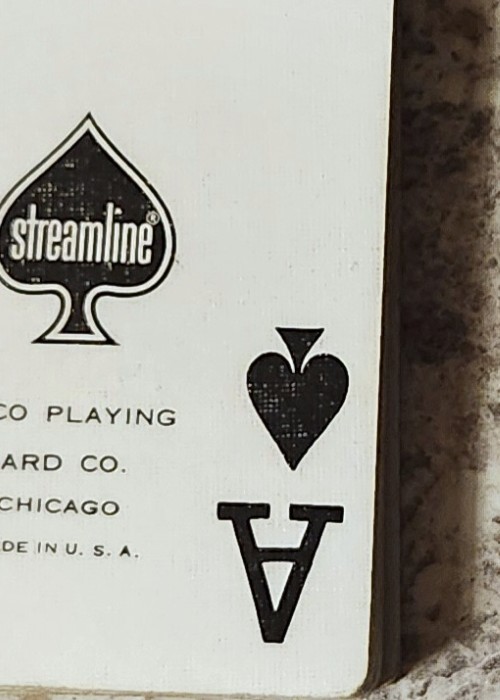 streamline®
CO PLAYING
ARD CO.
CHICAGO
DE IN U. S. A.
A